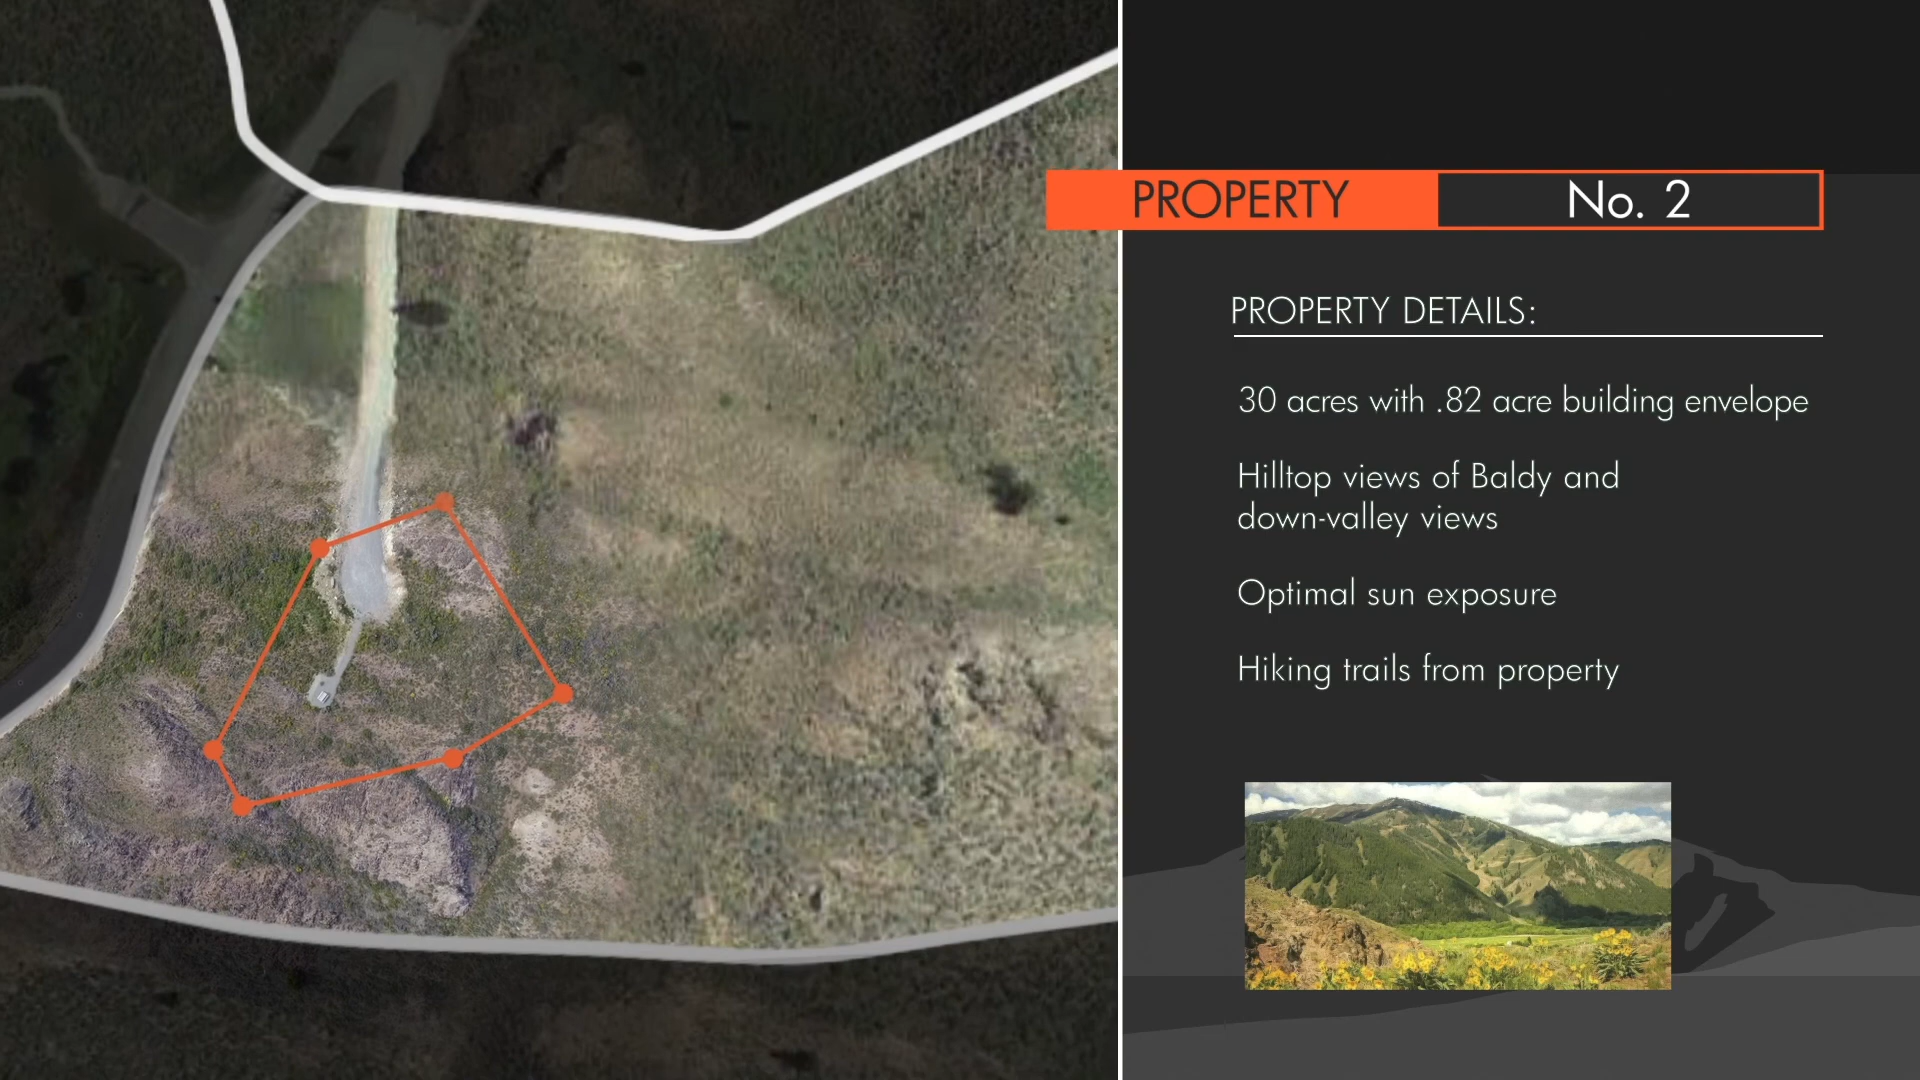 PROPERTY No. 2
PROPERTY DETAILS:
30 acres with .82 acre building envelope
Hilltop views of Baldy and
down-valley views
Optimal sun exposure
Hiking trails from property